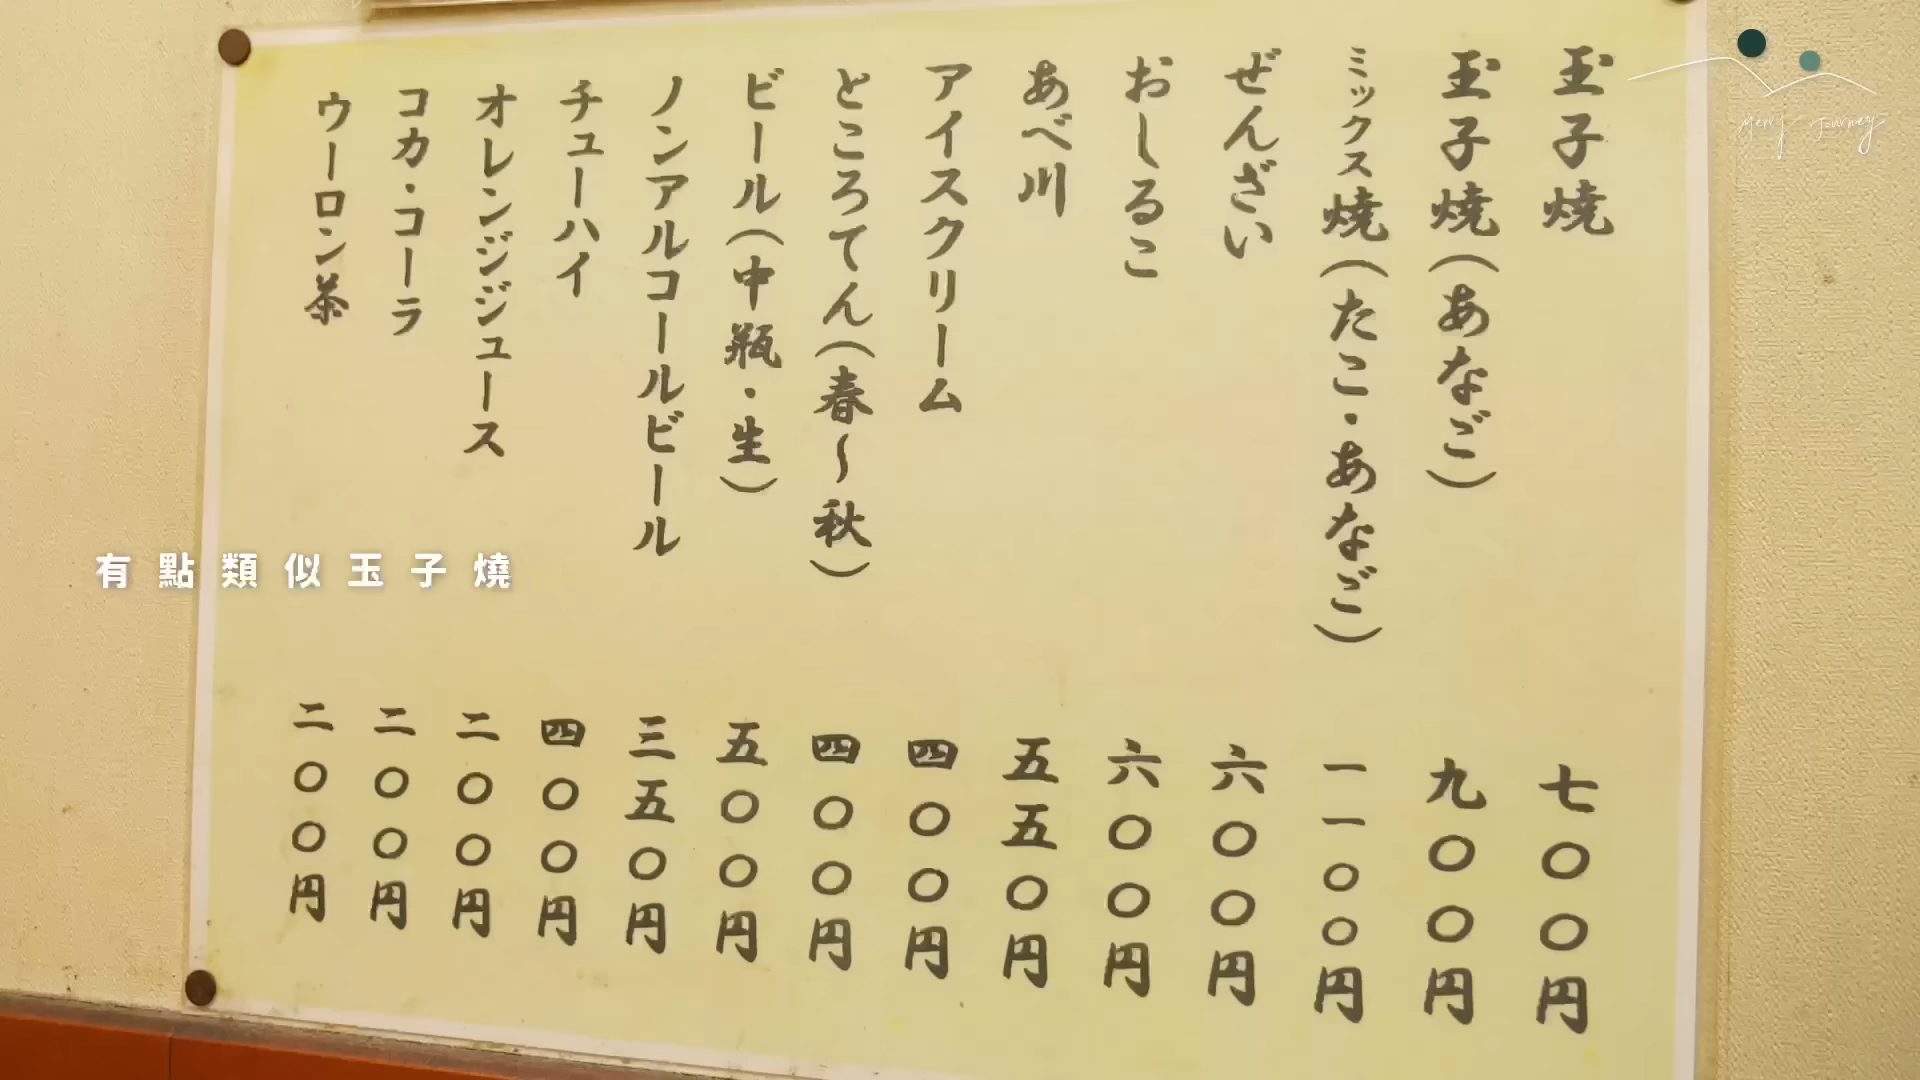 玉子焼 七〇〇円
玉子焼（あなご） 九〇〇円
ミックス焼（たこ・あなご） 一一〇〇円
ぜんざい 六〇〇円
おしるこ 六〇〇円
あべ川 五五〇円
アイスクリーム 四〇〇円
ところてん（春～秋） 四〇〇円
ビール（中瓶・生） 五〇〇円
ノンアルコールビール 三五〇円
チューハイ 四〇〇円
オレンジジュース 二〇〇円
コカ・コーラ 二〇〇円
ウーロン茶 二〇〇円
有點類似玉子燒
Merry Journey